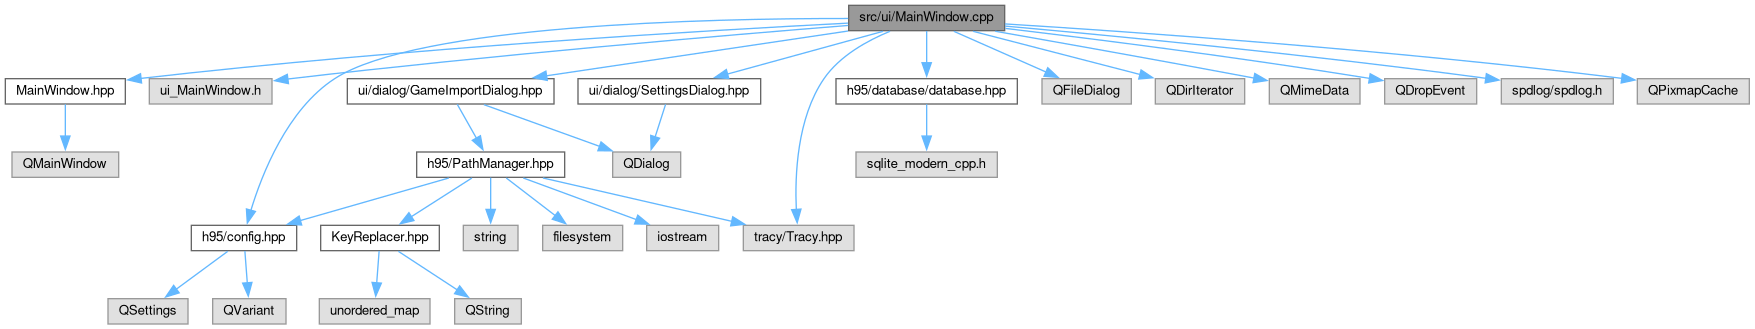 src/ui/MainWindow.cpp
MainWindow.hpp
ui_MainWindow.h
ui/dialog/GameImportDialog.hpp
ui/dialog/SettingsDialog.hpp
h95/database/database.hpp
QFileDialog
QDirIterator
QMimeData
QDropEvent
spdlog/spdlog.h
QPixmapCache
QMainWindow
h95/PathManager.hpp
QDialog
sqlite_modern_cpp.h
h95/config.hpp
KeyReplacer.hpp
string
filesystem
iostream
tracy/Tracy.hpp
QSettings
QVariant
unordered_map
QString